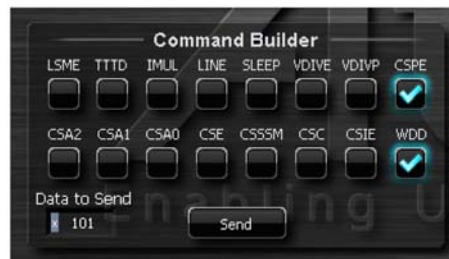 Command Builder
LSME TTTD IMUL LINE SLEEP VDIVE VDIVP CSPE
CSA2 CSA1 CSA0 CSE CSSSM CSC CSIE WDD
Data to Send
x 101
Send
Enabling U